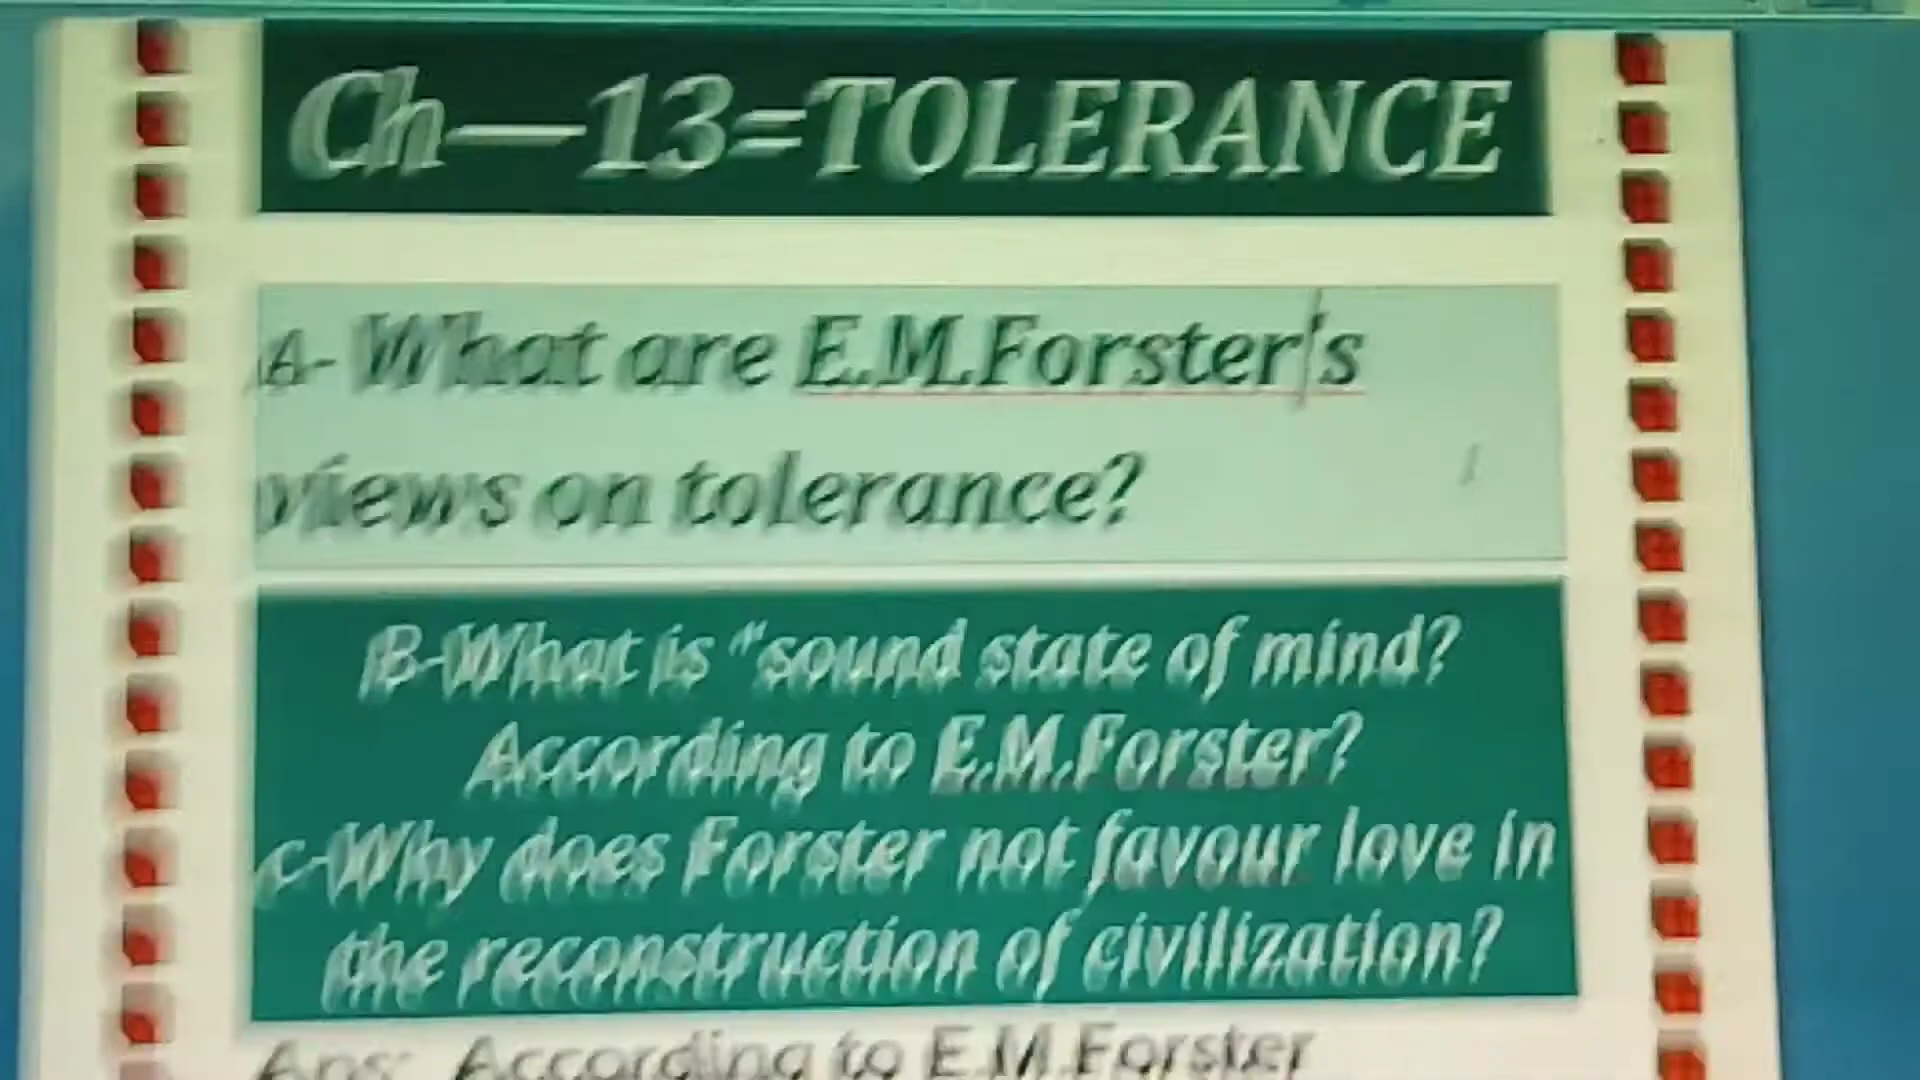 Ch—13=TOLERANCE
A- What are E.M.Forster's
views on tolerance?
B-What is "sound state of mind?
According to E.M.Forster?
c-Why does Forster not favour love in
the reconstruction of civilization?
Ans: According to E.M.Forster